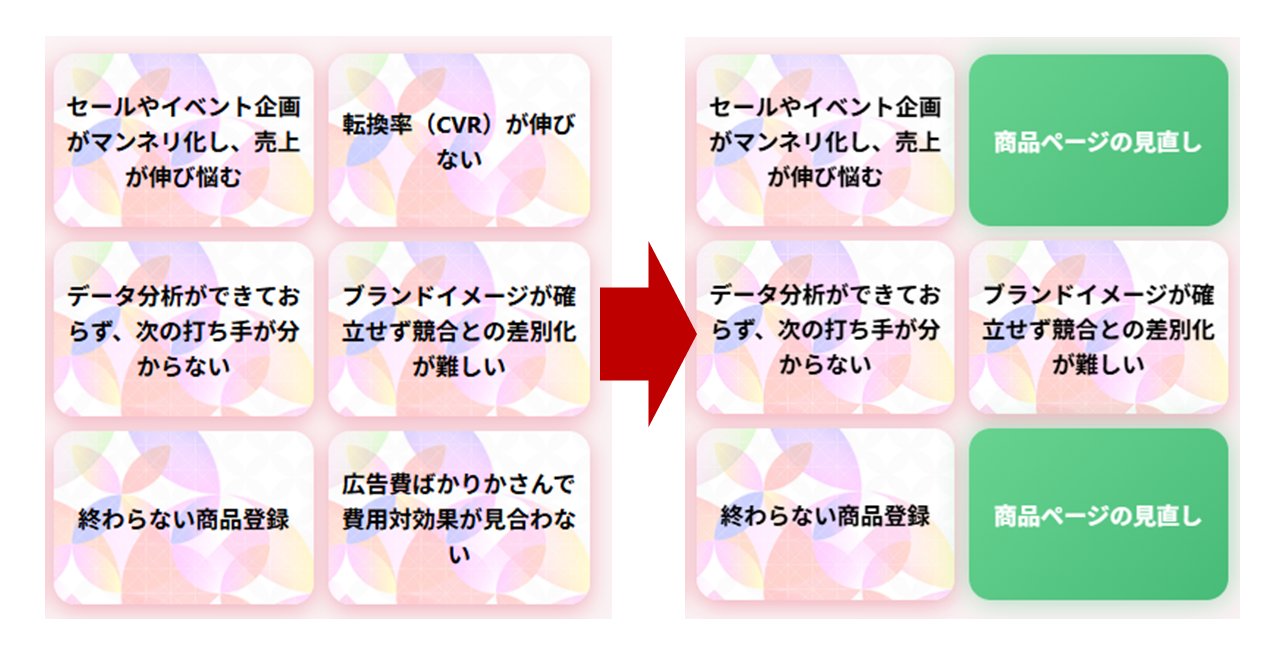 セールやイベント企画
がマンネリ化し、売上
が伸び悩む
転換率（CVR）が伸び
ない
データ分析ができてお
らず、次の打ち手が分
からない
ブランドイメージが確
立せず競合との差別化
が難しい
終わらない商品登録
広告費ばかりかさんで
費用対効果が見合わな
い
セールやイベント企画
がマンネリ化し、売上
が伸び悩む
商品ページの見直し
データ分析ができてお
らず、次の打ち手が分
からない
ブランドイメージが確
立せず競合との差別化
が難しい
終わらない商品登録
商品ページの見直し